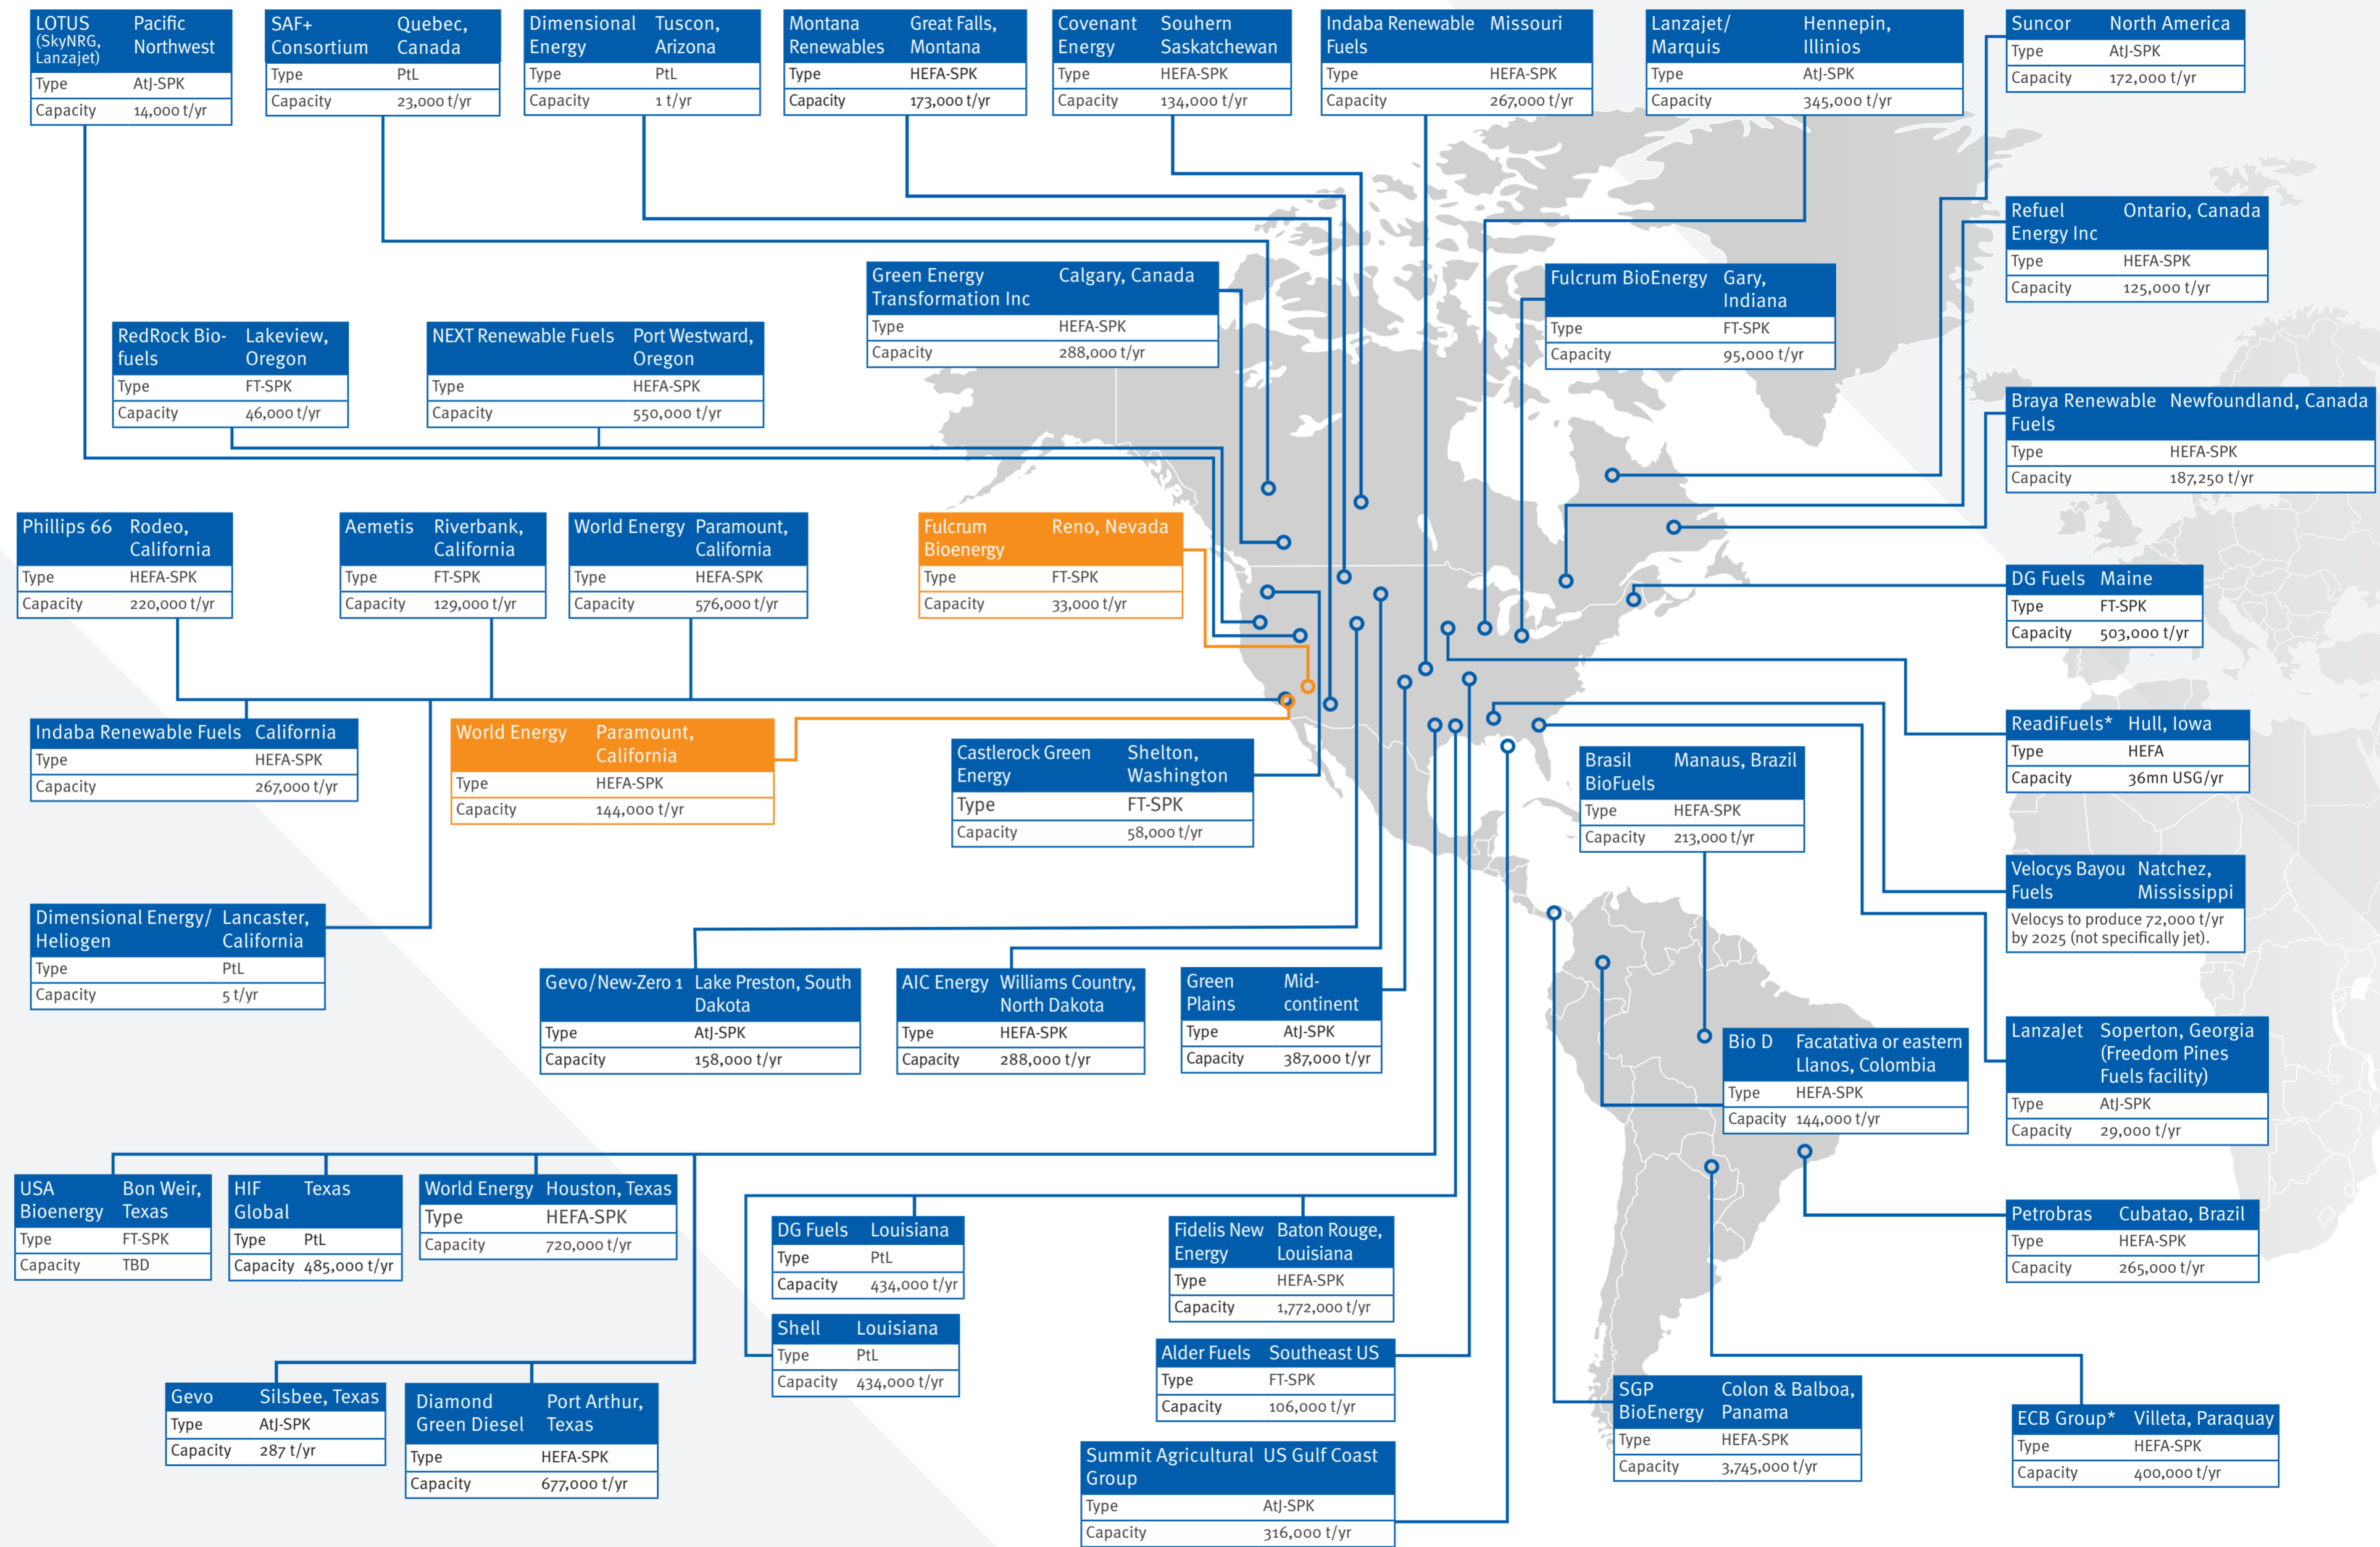 LOTUS Pacific
(SkyNRG, Northwest
Lanzajet)
Type AtJ-SPK
Capacity 14,000 t/yr
SAF+ Quebec,
Consortium Canada
Type PtL
Capacity 23,000 t/yr
Dimensional Tuscon,
Energy Arizona
Type PtL
Capacity 1 t/yr
Montana Great Falls,
Renewables Montana
Type HEFA-SPK
Capacity 173,000 t/yr
Covenant Souhern
Energy Saskatchewan
Type HEFA-SPK
Capacity 134,000 t/yr
Indaba Renewable Missouri
Fuels
Type HEFA-SPK
Capacity 267,000 t/yr
Lanzajet/ Hennepin,
Marquis Illinios
Type AtJ-SPK
Capacity 345,000 t/yr
Suncor North America
Type AtJ-SPK
Capacity 172,000 t/yr
Refuel Ontario, Canada
Energy Inc
Type HEFA-SPK
Capacity 125,000 t/yr
Green Energy Calgary, Canada
Transformation Inc
Type HEFA-SPK
Capacity 288,000 t/yr
Fulcrum BioEnergy Gary,
Indiana
Type FT-SPK
Capacity 95,000 t/yr
RedRock Bio- Lakeview,
fuels Oregon
Type FT-SPK
Capacity 46,000 t/yr
NEXT Renewable Fuels Port Westward,
Oregon
Type HEFA-SPK
Capacity 550,000 t/yr
Braya Renewable Newfoundland, Canada
Fuels
Type HEFA-SPK
Capacity 187,250 t/yr
Phillips 66 Rodeo,
California
Type HEFA-SPK
Capacity 220,000 t/yr
Aemetis Riverbank,
California
Type FT-SPK
Capacity 129,000 t/yr
World Energy Paramount,
California
Type HEFA-SPK
Capacity 576,000 t/yr
Fulcrum Reno, Nevada
Bioenergy
Type FT-SPK
Capacity 33,000 t/yr
DG Fuels Maine
Type FT-SPK
Capacity 503,000 t/yr
Indaba Renewable Fuels California
Type HEFA-SPK
Capacity 267,000 t/yr
World Energy Paramount,
California
Type HEFA-SPK
Capacity 144,000 t/yr
Castlerock Green Shelton,
Energy Washington
Type FT-SPK
Capacity 58,000 t/yr
Brasil Manaus, Brazil
BioFuels
Type HEFA-SPK
Capacity 213,000 t/yr
ReadiFuels* Hull, Iowa
Type HEFA
Capacity 36mn USG/yr
Velocys Bayou Natchez,
Fuels Mississippi
Velocys to produce 72,000 t/yr
by 2025 (not specifically jet).
Dimensional Energy/ Lancaster,
Heliogen California
Type PtL
Capacity 5 t/yr
Gevo/New-Zero 1 Lake Preston, South
Dakota
Type AtJ-SPK
Capacity 158,000 t/yr
AIC Energy Williams Country,
North Dakota
Type HEFA-SPK
Capacity 288,000 t/yr
Green Mid-
Plains continent
Type AtJ-SPK
Capacity 387,000 t/yr
Bio D Facatativa or eastern
Llanos, Colombia
Type HEFA-SPK
Capacity 144,000 t/yr
LanzaJet Soperton, Georgia
(Freedom Pines
Fuels facility)
Type AtJ-SPK
Capacity 29,000 t/yr
USA Bon Weir,
Bioenergy Texas
Type FT-SPK
Capacity TBD
HIF Texas
Global
Type PtL
Capacity 485,000 t/yr
World Energy Houston, Texas
Type HEFA-SPK
Capacity 720,000 t/yr
DG Fuels Louisiana
Type PtL
Capacity 434,000 t/yr
Fidelis New Baton Rouge,
Energy Louisiana
Type HEFA-SPK
Capacity 1,772,000 t/yr
Petrobras Cubatao, Brazil
Type HEFA-SPK
Capacity 265,000 t/yr
Shell Louisiana
Type PtL
Capacity 434,000 t/yr
Alder Fuels Southeast US
Type FT-SPK
Capacity 106,000 t/yr
Gevo Silsbee, Texas
Type AtJ-SPK
Capacity 287 t/yr
Diamond Port Arthur,
Green Diesel Texas
Type HEFA-SPK
Capacity 677,000 t/yr
SGP Colon & Balboa,
BioEnergy Panama
Type HEFA-SPK
Capacity 3,745,000 t/yr
ECB Group* Villeta, Paraquay
Type HEFA-SPK
Capacity 400,000 t/yr
Summit Agricultural US Gulf Coast
Group
Type AtJ-SPK
Capacity 316,000 t/yr